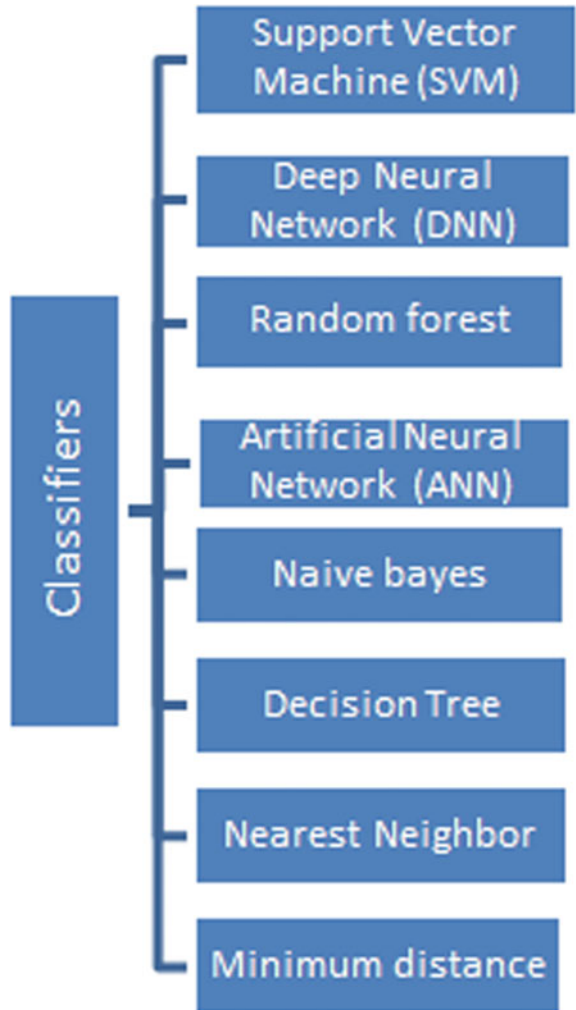 Classifiers
Support Vector
Machine (SVM)
Deep Neural
Network (DNN)
Random forest
Artificial Neural
Network (ANN)
Naive bayes
Decision Tree
Nearest Neighbor
Minimum distance